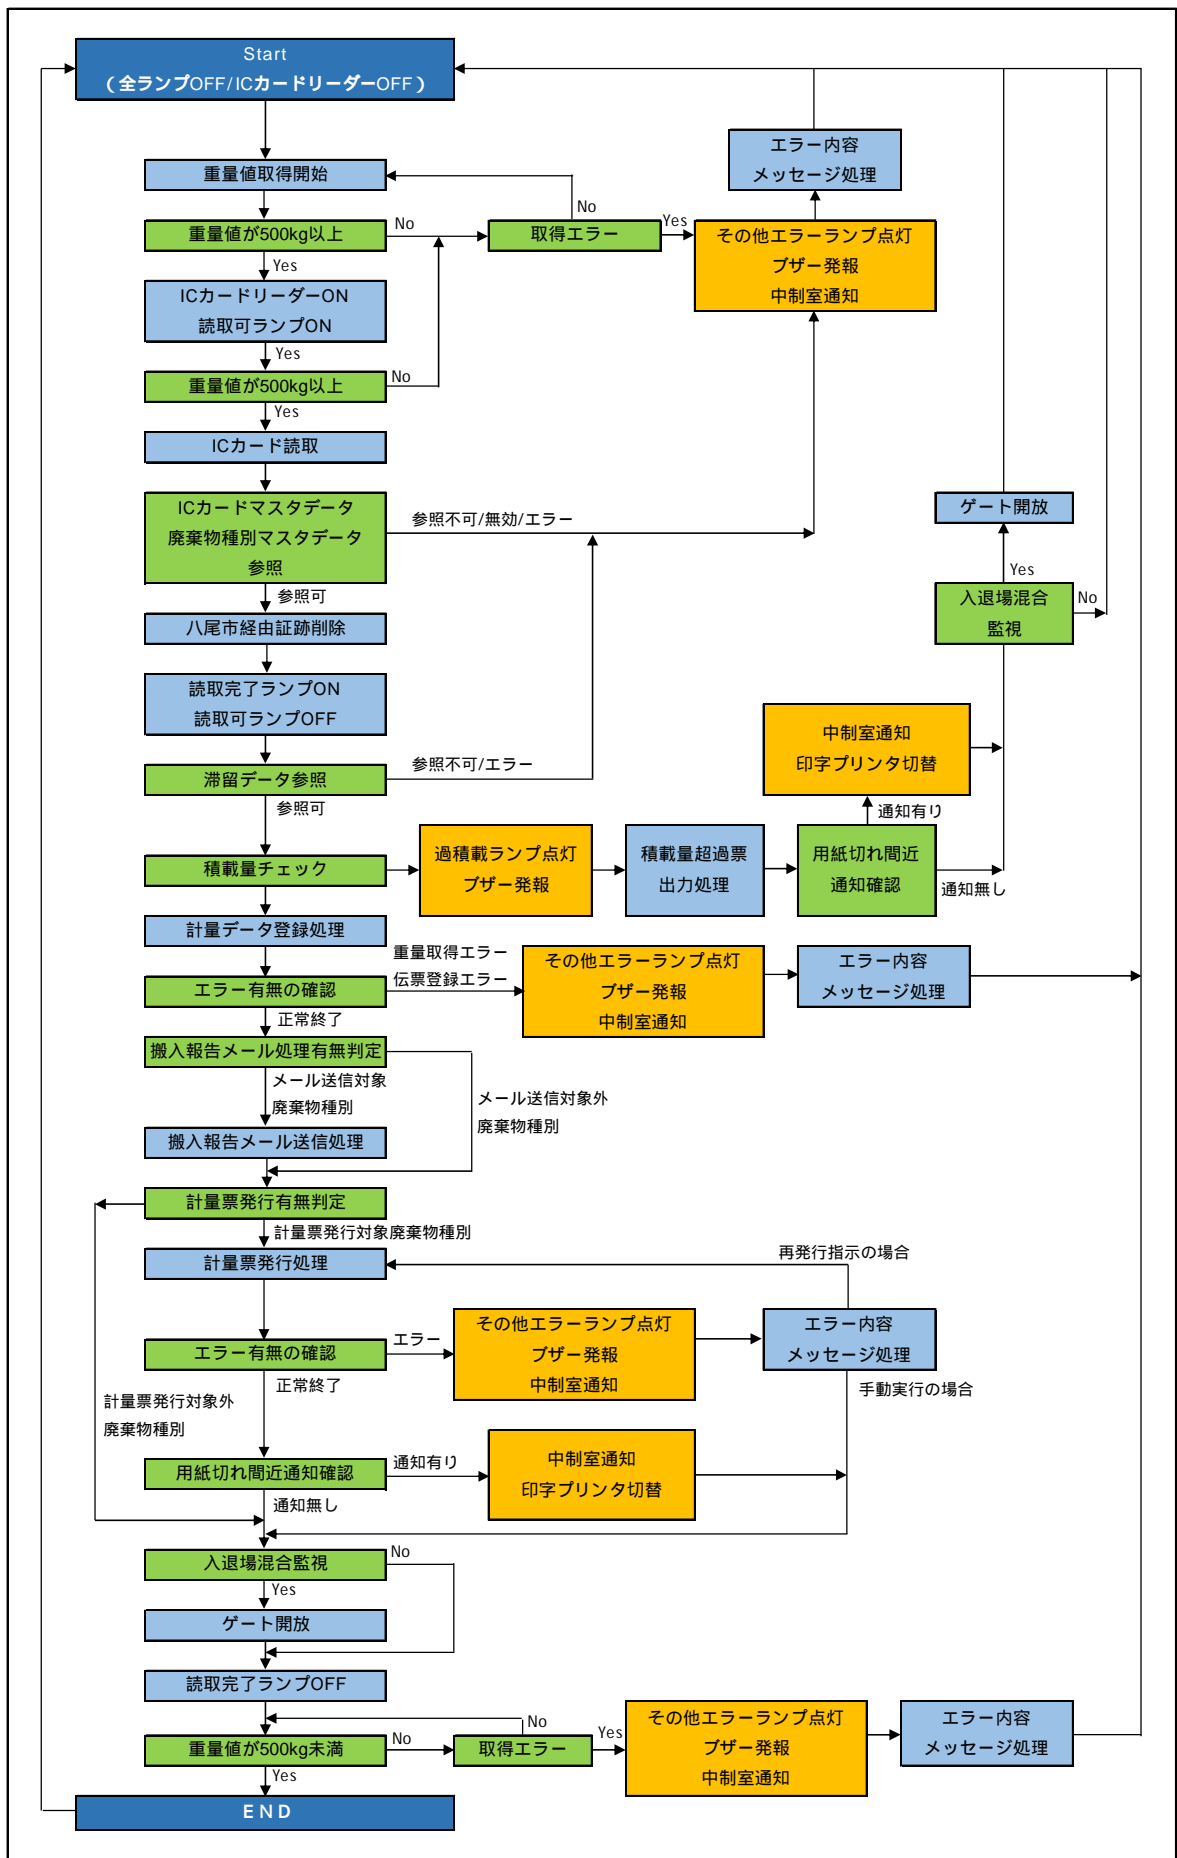 Start
（全ランプOFF/ICカードリーダーOFF）
エラー内容
メッセージ処理
重量値取得開始
No
重量値が500kg以上
No
取得エラー
Yes
その他エラーランプ点灯
ブザー発報
中制室通知
Yes
ICカードリーダーON
読取可ランプON
Yes
重量値が500kg以上
No
Yes
ICカード読取
ICカードマスタデータ
廃棄物種別マスタデータ
参照
参照不可/無効/エラー
ゲート開放
Yes
参照可
入退場混合
監視
No
八尾市経由証跡削除
読取完了ランプON
読取可ランプOFF
中制室通知
印字プリンタ切替
滞留データ参照
参照不可/エラー
参照可
通知有り
積載量チェック
過積載ランプ点灯
ブザー発報
積載量超過票
出力処理
用紙切れ間近
通知確認
通知無し
計量データ登録処理
重量取得エラー
伝票登録エラー
その他エラーランプ点灯
ブザー発報
中制室通知
エラー内容
メッセージ処理
エラー有無の確認
正常終了
搬入報告メール処理有無判定
メール送信対象
廃棄物種別
メール送信対象外
廃棄物種別
搬入報告メール送信処理
計量票発行有無判定
計量票発行対象廃棄物種別
計量票発行処理
再発行指示の場合
エラー有無の確認
エラー
その他エラーランプ点灯
ブザー発報
中制室通知
エラー内容
メッセージ処理
正常終了
手動実行の場合
計量票発行対象外
廃棄物種別
用紙切れ間近通知確認
通知有り
中制室通知
印字プリンタ切替
通知無し
入退場混合監視
No
Yes
ゲート開放
読取完了ランプOFF
No
重量値が500kg未満
No
取得エラー
Yes
その他エラーランプ点灯
ブザー発報
中制室通知
エラー内容
メッセージ処理
Yes
END